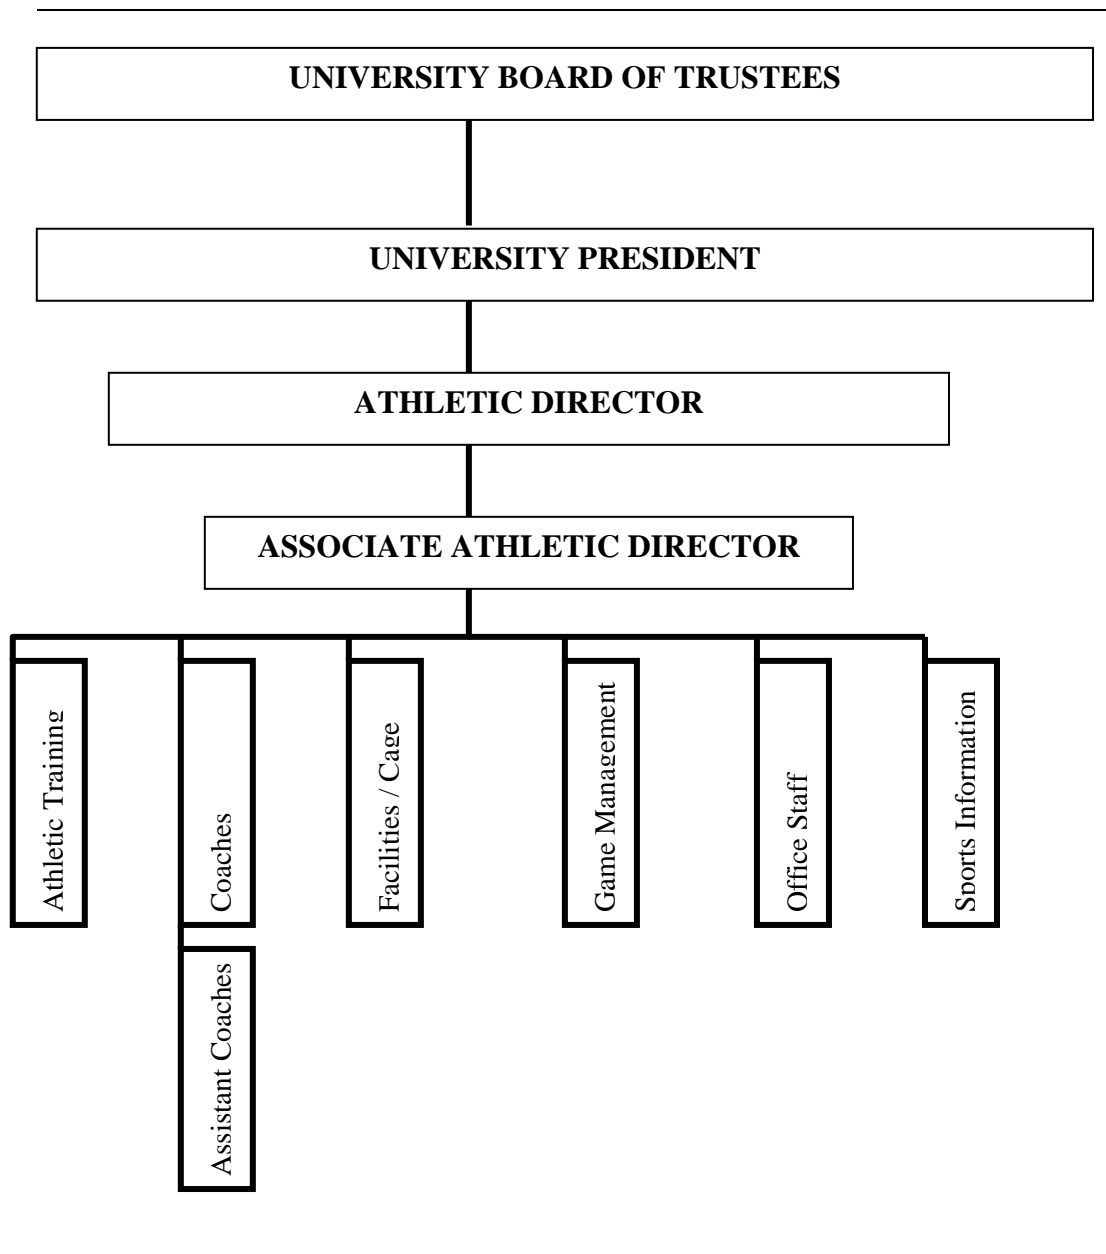 UNIVERSITY BOARD OF TRUSTEES
UNIVERSITY PRESIDENT
ATHLETIC DIRECTOR
ASSOCIATE ATHLETIC DIRECTOR
Athletic Training
Coaches
Facilities / Cage
Game Management
Office Staff
Sports Information
Assistant Coaches